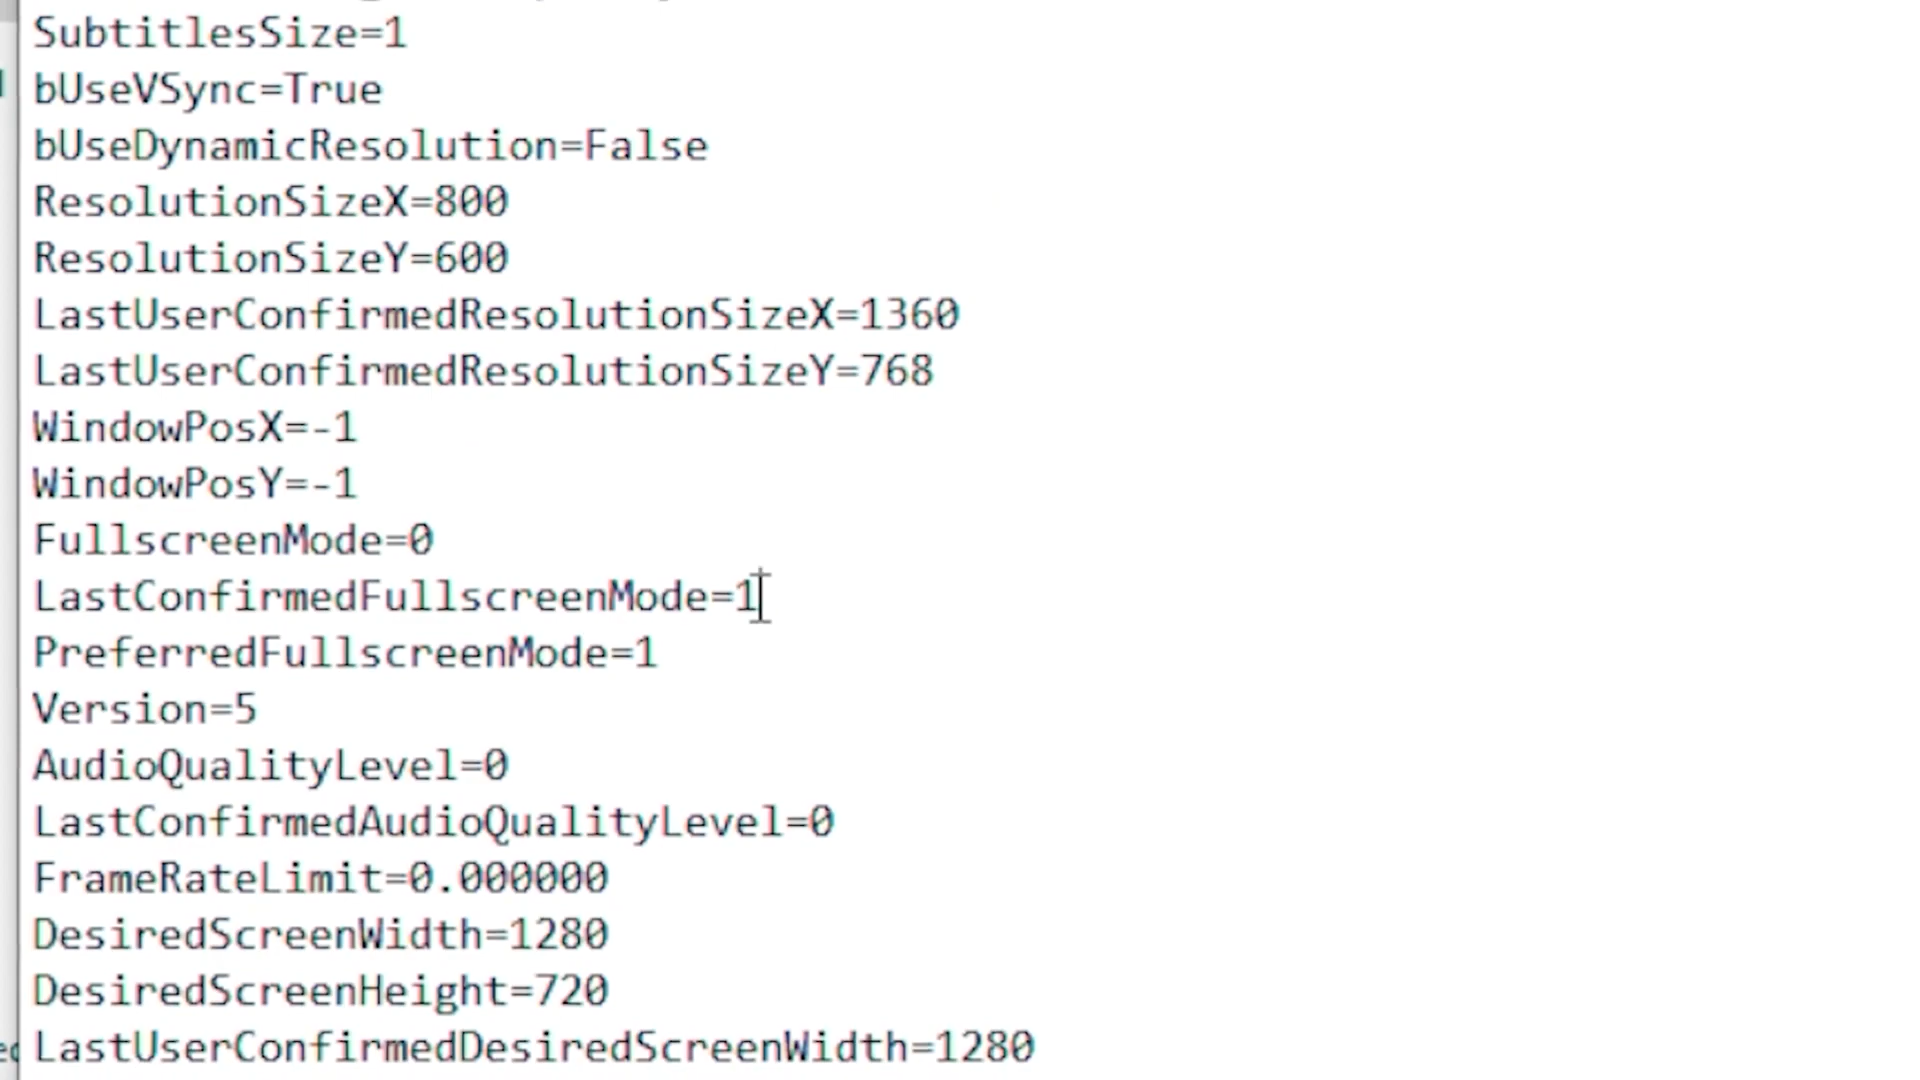 SubtitlesSize=1
bUseVSync=True
bUseDynamicResolution=False
ResolutionSizeX=800
ResolutionSizeY=600
LastUserConfirmedResolutionSizeX=1360
LastUserConfirmedResolutionSizeY=768
WindowPosX=-1
WindowPosY=-1
FullscreenMode=0
LastConfirmedFullscreenMode=1
PreferredFullscreenMode=1
Version=5
AudioQualityLevel=0
LastConfirmedAudioQualityLevel=0
FrameRateLimit=0.000000
DesiredScreenWidth=1280
DesiredScreenHeight=720
LastUserConfirmedDesiredScreenWidth=1280